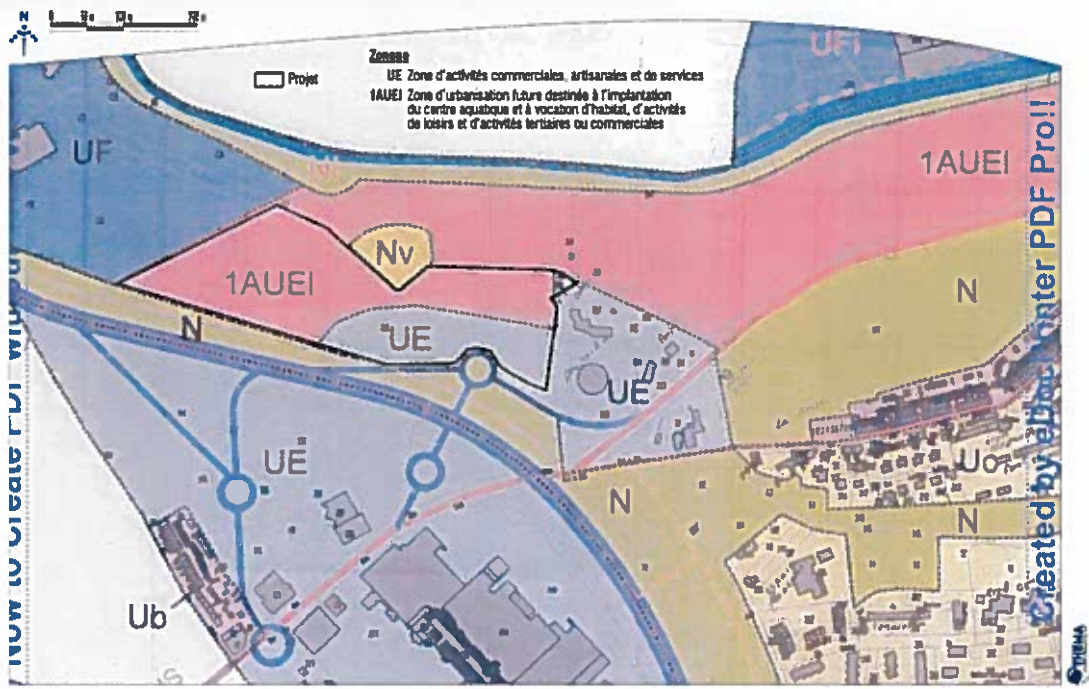 N
Zonage
Projet
UE Zone d'activités commerciales, artisanales et de services
1AUEI Zone d'urbanisation future destinée à l'implantation
du centre aquatique et à vocation d'habitat, d'activités
de loisirs et d'activités tertiaires ou commerciales
UFi
UF
1AUEI
Nv
1AUEI
N
N
UE
UE
UE
N
N
Ub
Created by eDocPrinter PDF Pro!!